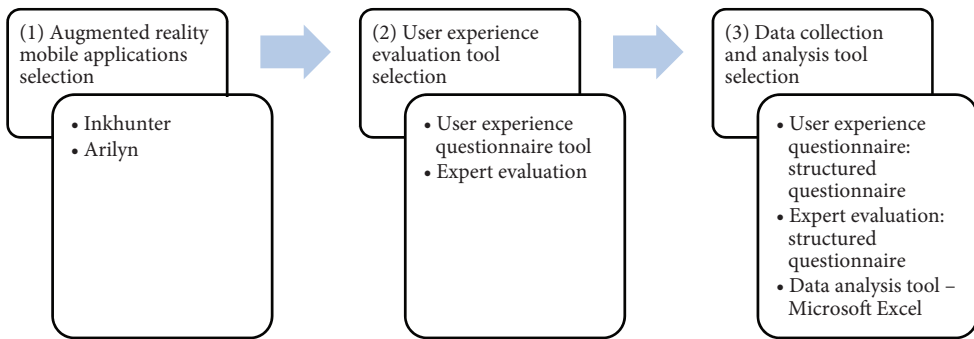 (1) Augmented reality
mobile applications
selection
• Inkhunter
• Arilyn
(2) User experience
evaluation tool
selection
• User experience
questionnaire tool
• Expert evaluation
(3) Data collection
and analysis tool
selection
• User experience
questionnaire:
structured
questionnaire
• Expert evaluation:
structured
questionnaire
• Data analysis tool –
Microsoft Excel